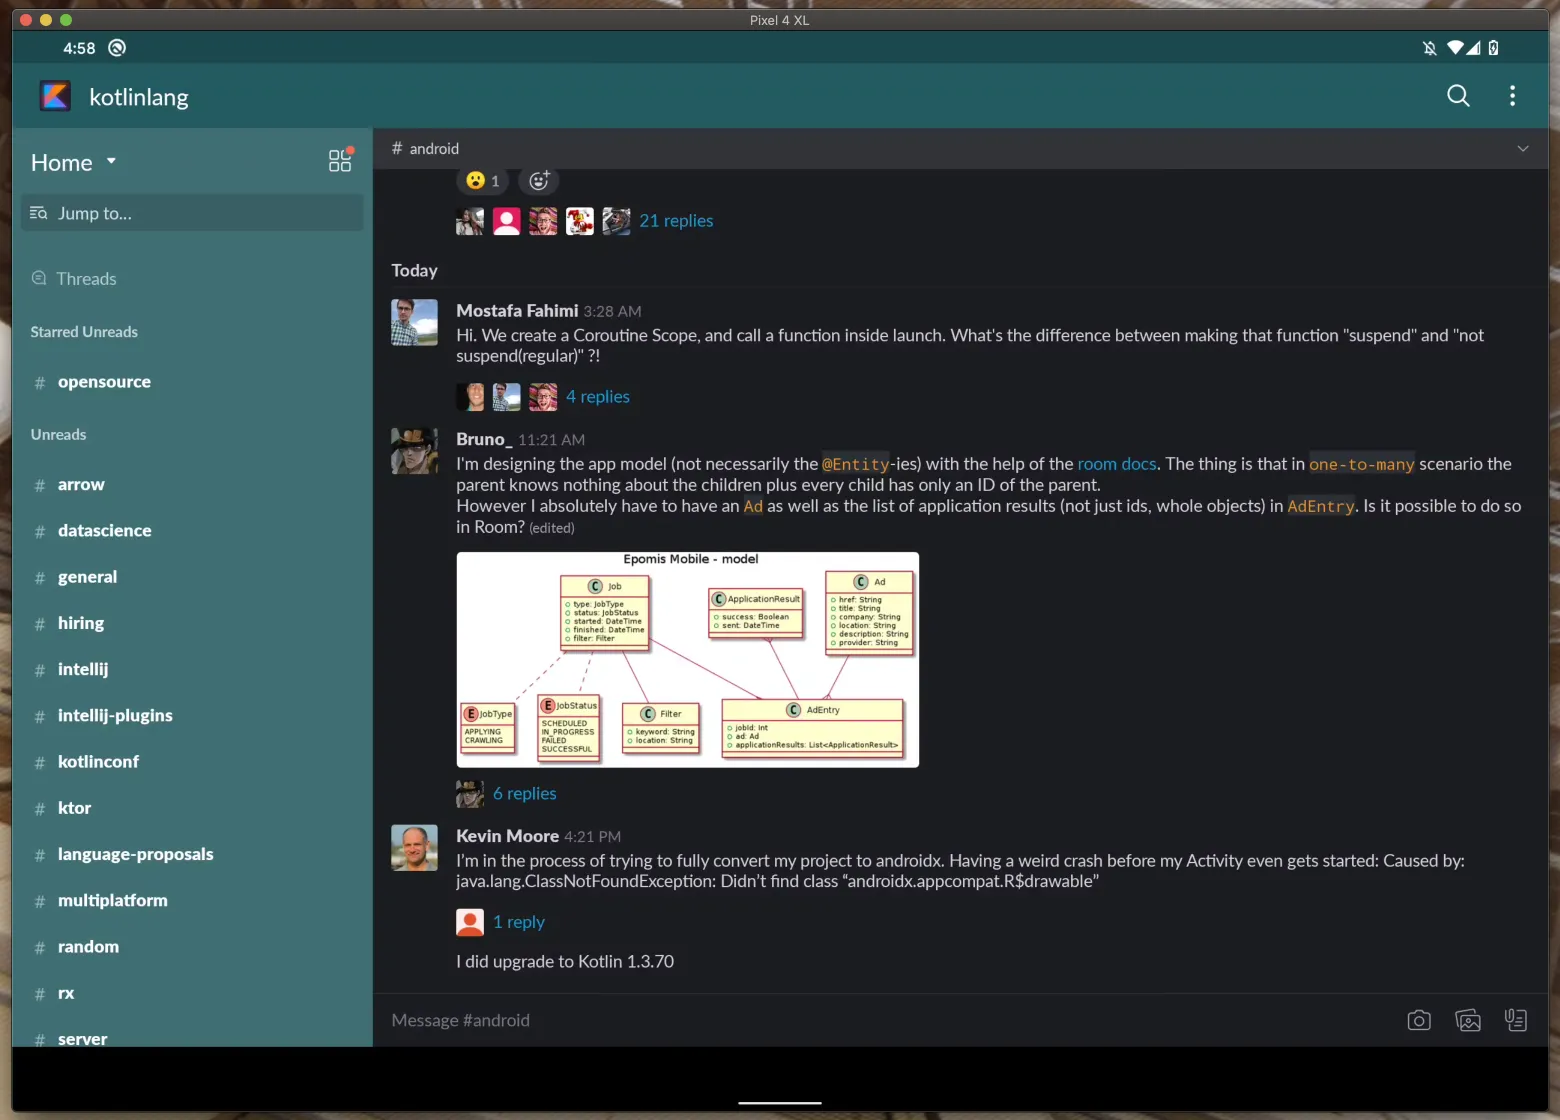 Pixel 4 XL
4:58
kotlinlang
Home
Jump to...
Threads
Starred Unreads
# opensource
Unreads
# arrow
# datascience
# general
# hiring
# intellij
# intellij-plugins
# kotlinconf
# ktor
# language-proposals
# multiplatform
# random
# rx
# server
# android
1
21 replies
Today
Mostafa Fahimi 3:28 AM
Hi. We create a Coroutine Scope, and call a function inside launch. What's the difference between making that function "suspend" and "not
suspend(regular)" ?!
4 replies
Bruno_ 11:21 AM
I'm designing the app model (not necessarily the @Entity-ies) with the help of the room docs. The thing is that in one-to-many scenario the
parent knows nothing about the children plus every child has only an ID of the parent.
However I absolutely have to have an Ad as well as the list of application results (not just ids, whole objects) in AdEntry. Is it possible to do so
in Room? (edited)
Epomis Mobile - model
C Job
type: JobType
status: JobStatus
started: DateTime
finished: DateTime
filter: Filter
C ApplicationResult
success: Boolean
sent: DateTime
C Ad
href: String
title: String
company: String
location: String
description: String
provider: String
E JobType
APPLYING
CRAWLING
E JobStatus
SCHEDULED
IN_PROGRESS
FAILED
SUCCESSFUL
C Filter
keyword: String
location: String
C AdEntry
jobId: Int
ad: Ad
applicationResults: List<ApplicationResult>
6 replies
Kevin Moore 4:21 PM
I'm in the process of trying to fully convert my project to androidx. Having a weird crash before my Activity even gets started: Caused by:
java.lang.ClassNotFoundException: Didn't find class “androidx.appcompat.R$drawable”
1 reply
I did upgrade to Kotlin 1.3.70
Message #android